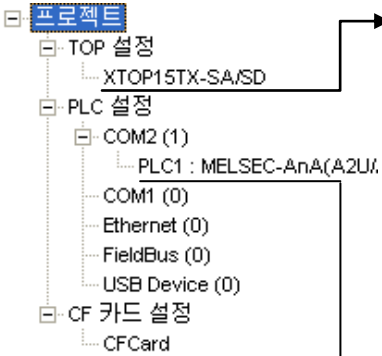 프로젝트
TOP 설정
XTOP15TX-SA/SD
PLC 설정
COM2 (1)
PLC1 : MELSEC-AnA(A2U/.
COM1 (0)
Ethernet (0)
FieldBus (0)
USB Device (0)
CF 카드 설정
CFCard